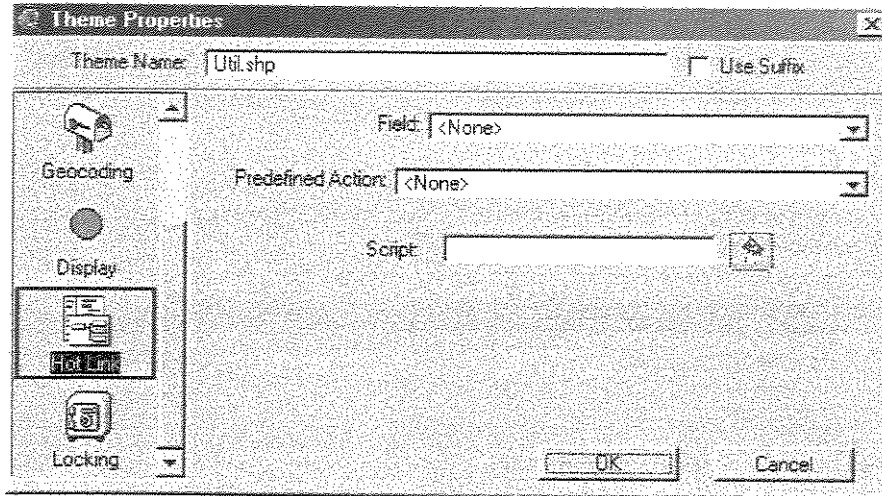 Theme Properties
Theme Name: Util.shp Use Suffix
Geocoding
Display
Hot Link
Locking
Field: <None>
Predefined Action: <None>
Script:
OK Cancel